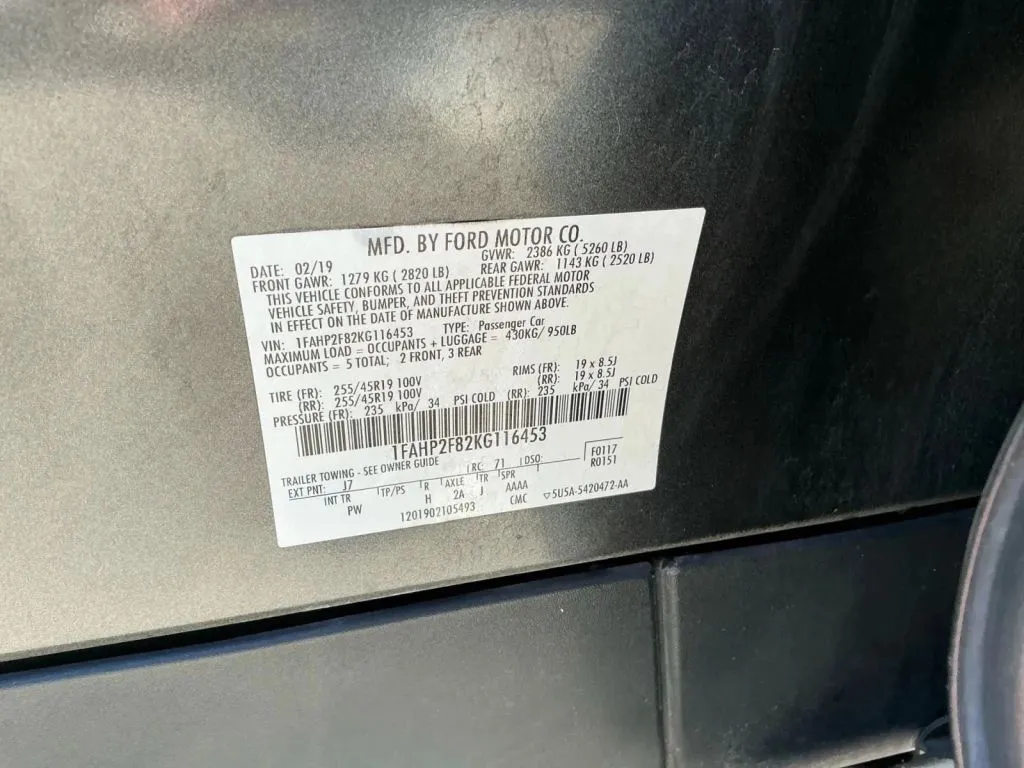 MFD. BY FORD MOTOR CO.
DATE: 02/19 GVWR: 2386 KG ( 5260 LB)
FRONT GAWR: 1279 KG ( 2820 LB) REAR GAWR: 1143 KG ( 2520 LB)
THIS VEHICLE CONFORMS TO ALL APPLICABLE FEDERAL MOTOR
VEHICLE SAFETY, BUMPER, AND THEFT PREVENTION STANDARDS
IN EFFECT ON THE DATE OF MANUFACTURE SHOWN ABOVE.
VIN: 1FAHP2F82KG116453 TYPE: Passenger Car
MAXIMUM LOAD = OCCUPANTS + LUGGAGE = 430KG/ 950LB
OCCUPANTS = 5 TOTAL; 2 FRONT, 3 REAR
TIRE (FR): 255/45R19 100V RIMS (FR): 19 x 8.5J
(RR): 255/45R19 100V (RR): 19 x 8.5J
PRESSURE (FR): 235 kPa/ 34 PSI COLD (RR): 235 kPa/ 34 PSI COLD
1FAHP2F82KG116453
TRAILER TOWING - SEE OWNER GUIDE
F0117
R0151
EXT PNT: J7 RC: 71 DSO:
INT TR TP/PS R AXLE TR SPR
PW H 2A J AAAA
1201902105493 CMC ▽5U5A-5420472-AA